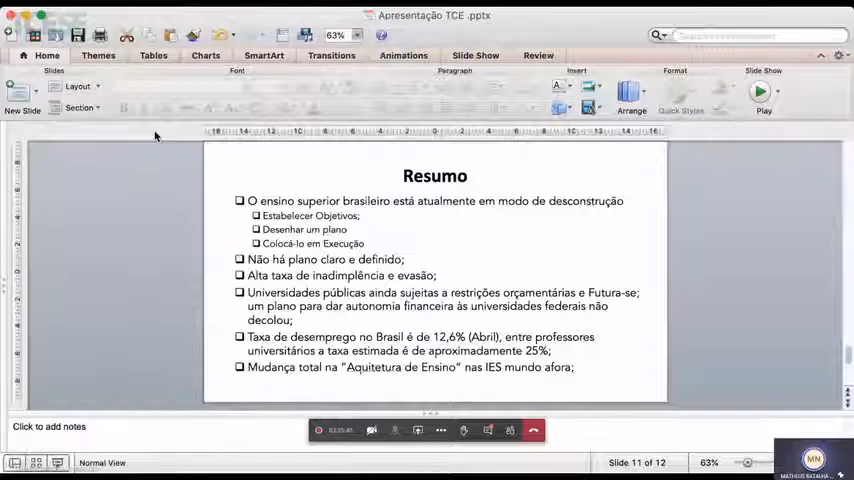 Apresentação TCE .pptx
63%
Home Themes Tables Charts SmartArt Transitions Animations Slide Show Review
Slides Font Paragraph Insert Format Slide Show
Layout
Section
New Slide Arrange Quick Styles Play
Resumo
O ensino superior brasileiro está atualmente em modo de desconstrução
Estabelecer Objetivos;
Desenhar um plano
Colocá-lo em Execução
Não há plano claro e definido;
Alta taxa de inadimplência e evasão;
Universidades públicas ainda sujeitas a restrições orçamentárias e Futura-se;
um plano para dar autonomia financeira às universidades federais não
decolou;
Taxa de desemprego no Brasil é de 12,6% (Abril), entre professores
universitários a taxa estimada é de aproximadamente 25%;
Mudança total na “Aquitetura de Ensino” nas IES mundo afora;
Click to add notes
MN
MATHEUS BATALHA
Normal View Slide 11 of 12 63%